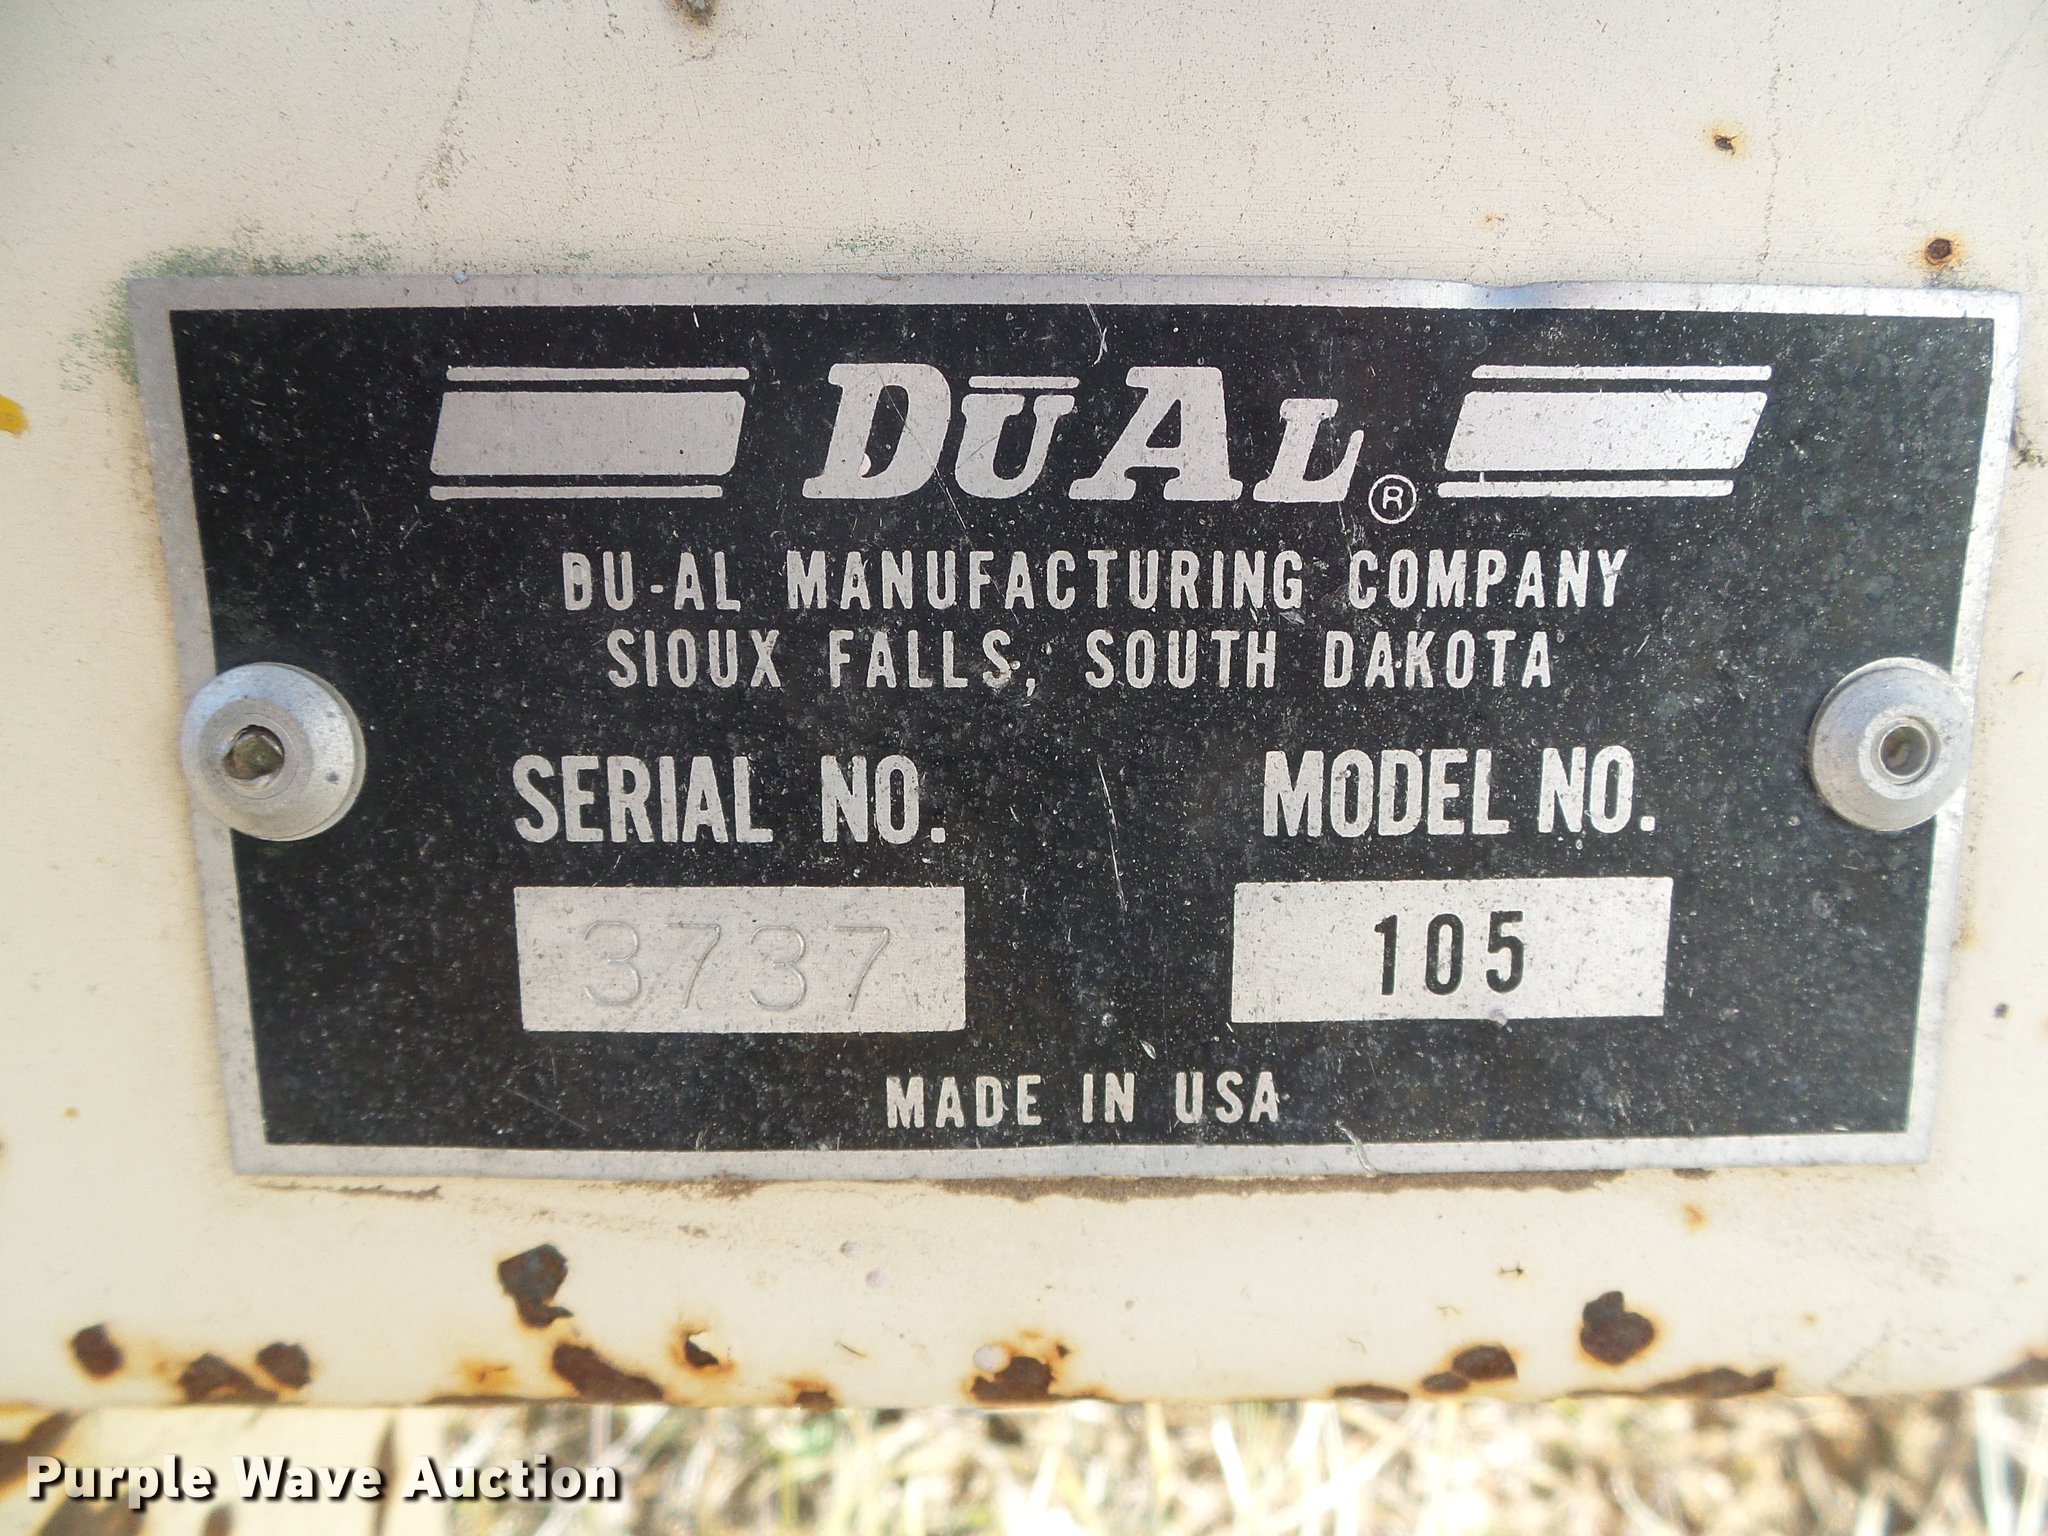 DŪAL®
DU-AL MANUFACTURING COMPANY
SIOUX FALLS, SOUTH DAKOTA
SERIAL NO. MODEL NO.
3737 105
MADE IN USA
Purple Wave Auction